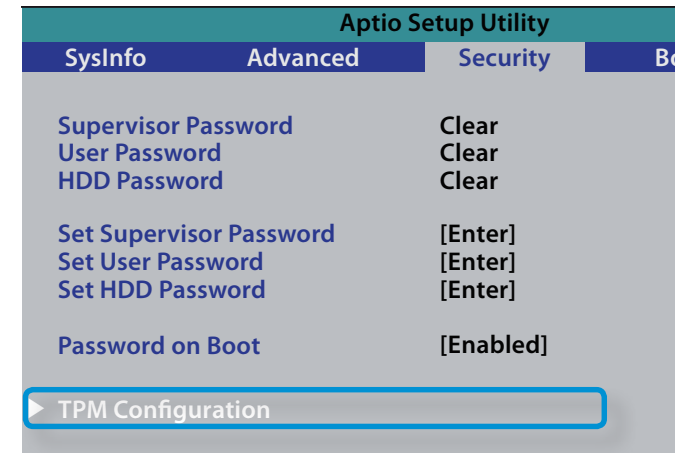 Aptio Setup Utility
SysInfo Advanced Security
Supervisor Password Clear
User Password Clear
HDD Password Clear
Set Supervisor Password [Enter]
Set User Password [Enter]
Set HDD Password [Enter]
Password on Boot [Enabled]
TPM Configuration